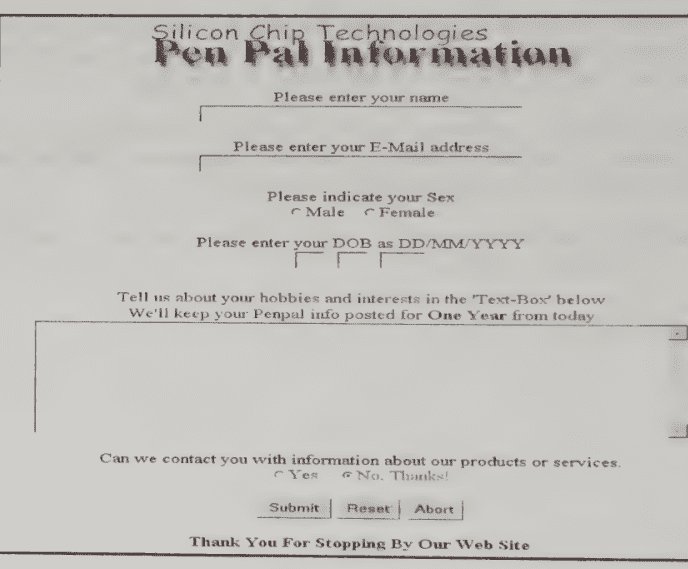 Silicon Chip Technologies
Pen Pal Information
Please enter your name
Please enter your E-Mail address
Please indicate your Sex
Male Female
Please enter your DOB as DD/MM/YYYY
Tell us about your hobbies and interests in the 'Text-Box' below
We'll keep your Penpal info posted for One Year from today
Can we contact you with information about our products or services.
Yes No, Thanks!
Submit Reset Abort
Thank You For Stopping By Our Web Site